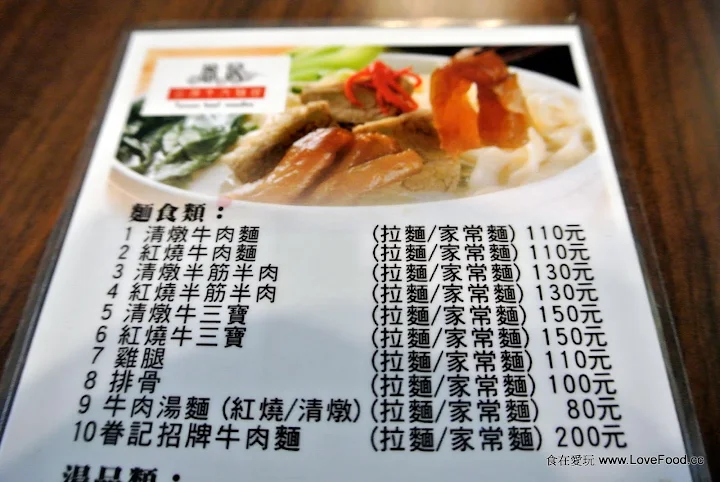 麵食類：
1 清燉牛肉麵 (拉麵/家常麵) 110元
2 紅燒牛肉麵 (拉麵/家常麵) 110元
3 清燉半筋半肉 (拉麵/家常麵) 130元
4 紅燒半筋半肉 (拉麵/家常麵) 130元
5 清燉牛三寶 (拉麵/家常麵) 150元
6 紅燒牛三寶 (拉麵/家常麵) 150元
7 雞腿 (拉麵/家常麵) 110元
8 排骨 (拉麵/家常麵) 100元
9 牛肉湯麵 (紅燒/清燉) (拉麵/家常麵) 80元
10 眷記招牌牛肉麵 (拉麵/家常麵) 200元
湯品類：
食在愛玩 www.LoveFood.cc